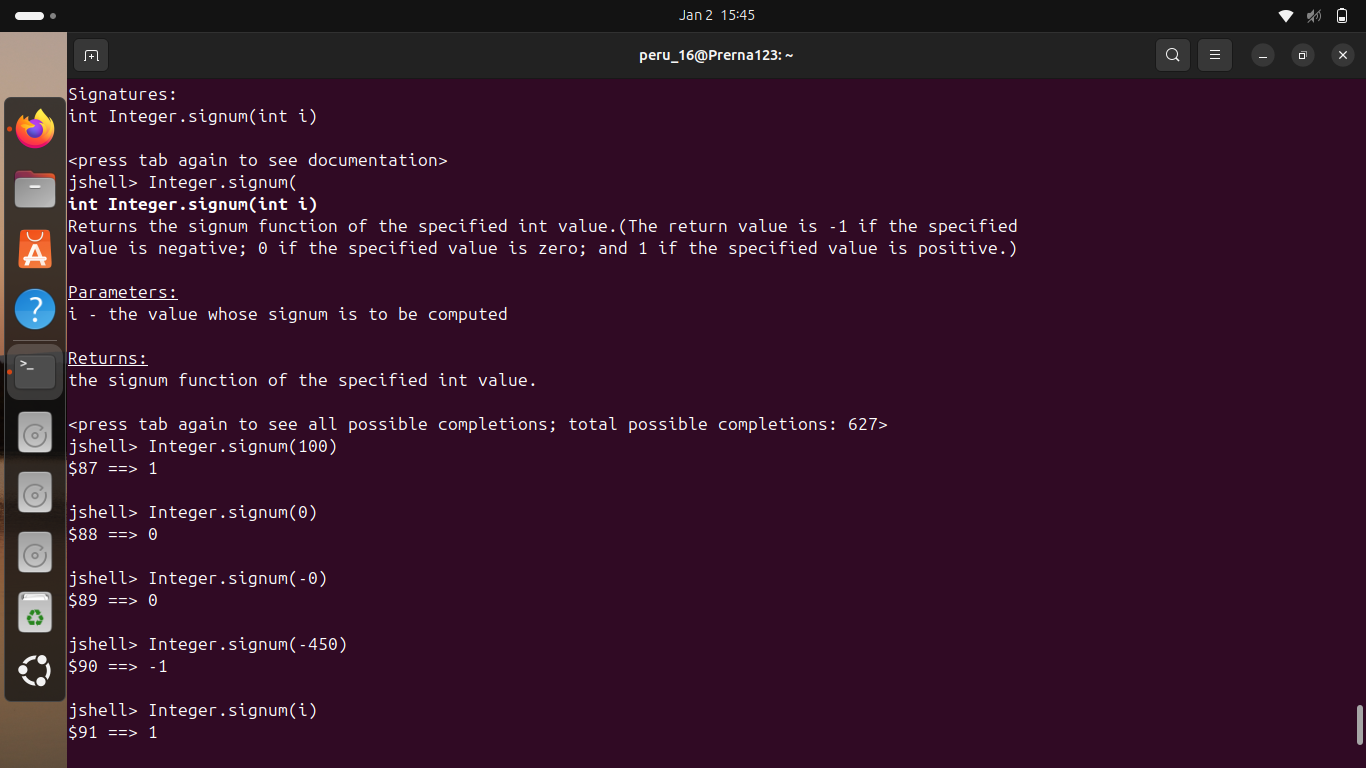 Jan 2 15:45
peru_16@Prerna123: ~
Signatures:
int Integer.signum(int i)
<press tab again to see documentation>
jshell> Integer.signum(
int Integer.signum(int i)
Returns the signum function of the specified int value.(The return value is -1 if the specified
value is negative; 0 if the specified value is zero; and 1 if the specified value is positive.)
Parameters:
i - the value whose signum is to be computed
Returns:
the signum function of the specified int value.
<press tab again to see all possible completions; total possible completions: 627>
jshell> Integer.signum(100)
$87 ==> 1
jshell> Integer.signum(0)
$88 ==> 0
jshell> Integer.signum(-0)
$89 ==> 0
jshell> Integer.signum(-450)
$90 ==> -1
jshell> Integer.signum(i)
$91 ==> 1